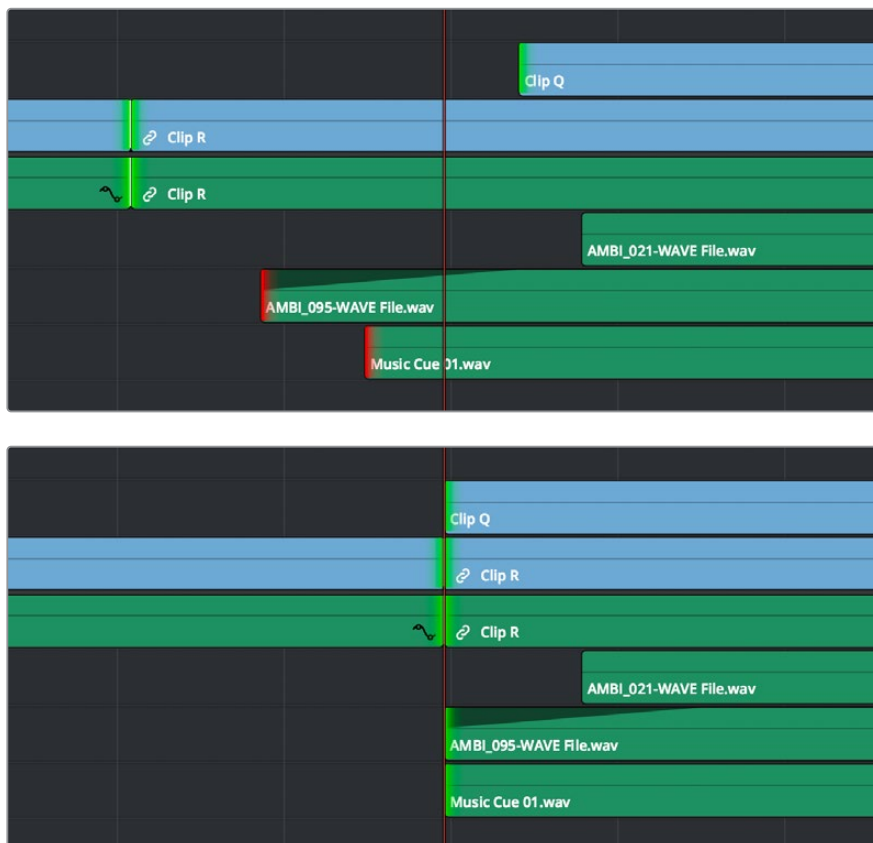 Clip Q
Clip R
Clip R
AMBI_021-WAVE File.wav
AMBI_095-WAVE File.wav
Music Cue 01.wav
Clip Q
Clip R
Clip R
AMBI_021-WAVE File.wav
AMBI_095-WAVE File.wav
Music Cue 01.wav